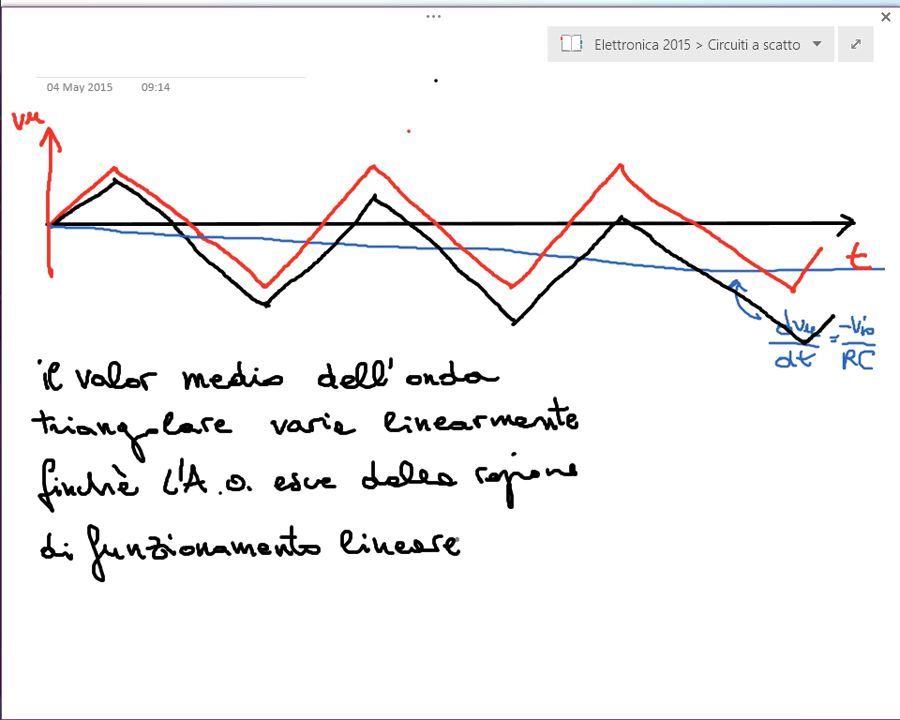 Elettronica 2015 > Circuiti a scatto
04 May 2015 09:14
vu
t
dvu/dt = -Vio/RC
il valor medio dell'onda
triangolare varia linearmente
finchè l'A.O. esce dalla regione
di funzionamento lineare